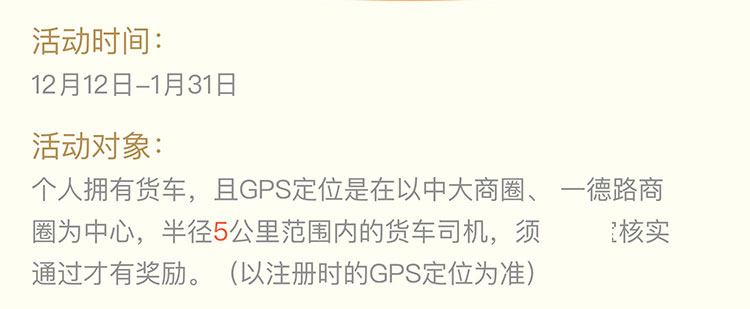 活动时间：
12月12日–1月31日
活动对象：
个人拥有货车，且GPS定位是在以中大商圈、一德路商
圈为中心，半径5公里范围内的货车司机，须 核实
通过才有奖励。（以注册时的GPS定位为准）